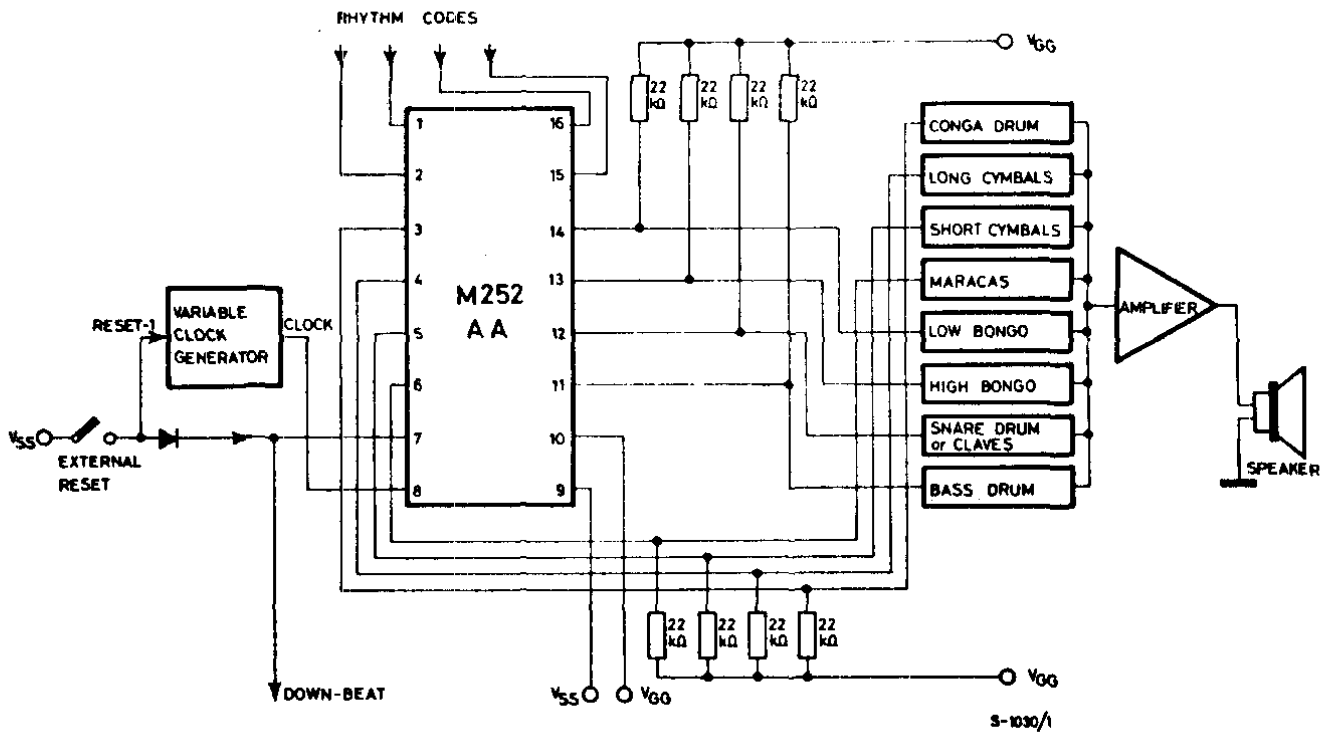 RHYTHM CODES
VGG
22 kΩ
22 kΩ
22 kΩ
22 kΩ
1
2
3
4
5
6
7
8
16
15
14
13
12
11
10
9
M252
AA
CONGA DRUM
LONG CYMBALS
SHORT CYMBALS
MARACAS
LOW BONGO
HIGH BONGO
SNARE DRUM
or CLAVES
BASS DRUM
AMPLIFIER
SPEAKER
RESET-1
VARIABLE
CLOCK
GENERATOR
CLOCK
VSS
EXTERNAL
RESET
DOWN-BEAT
22 kΩ
22 kΩ
22 kΩ
22 kΩ
VSS
VGG
VGG
S-1030/1